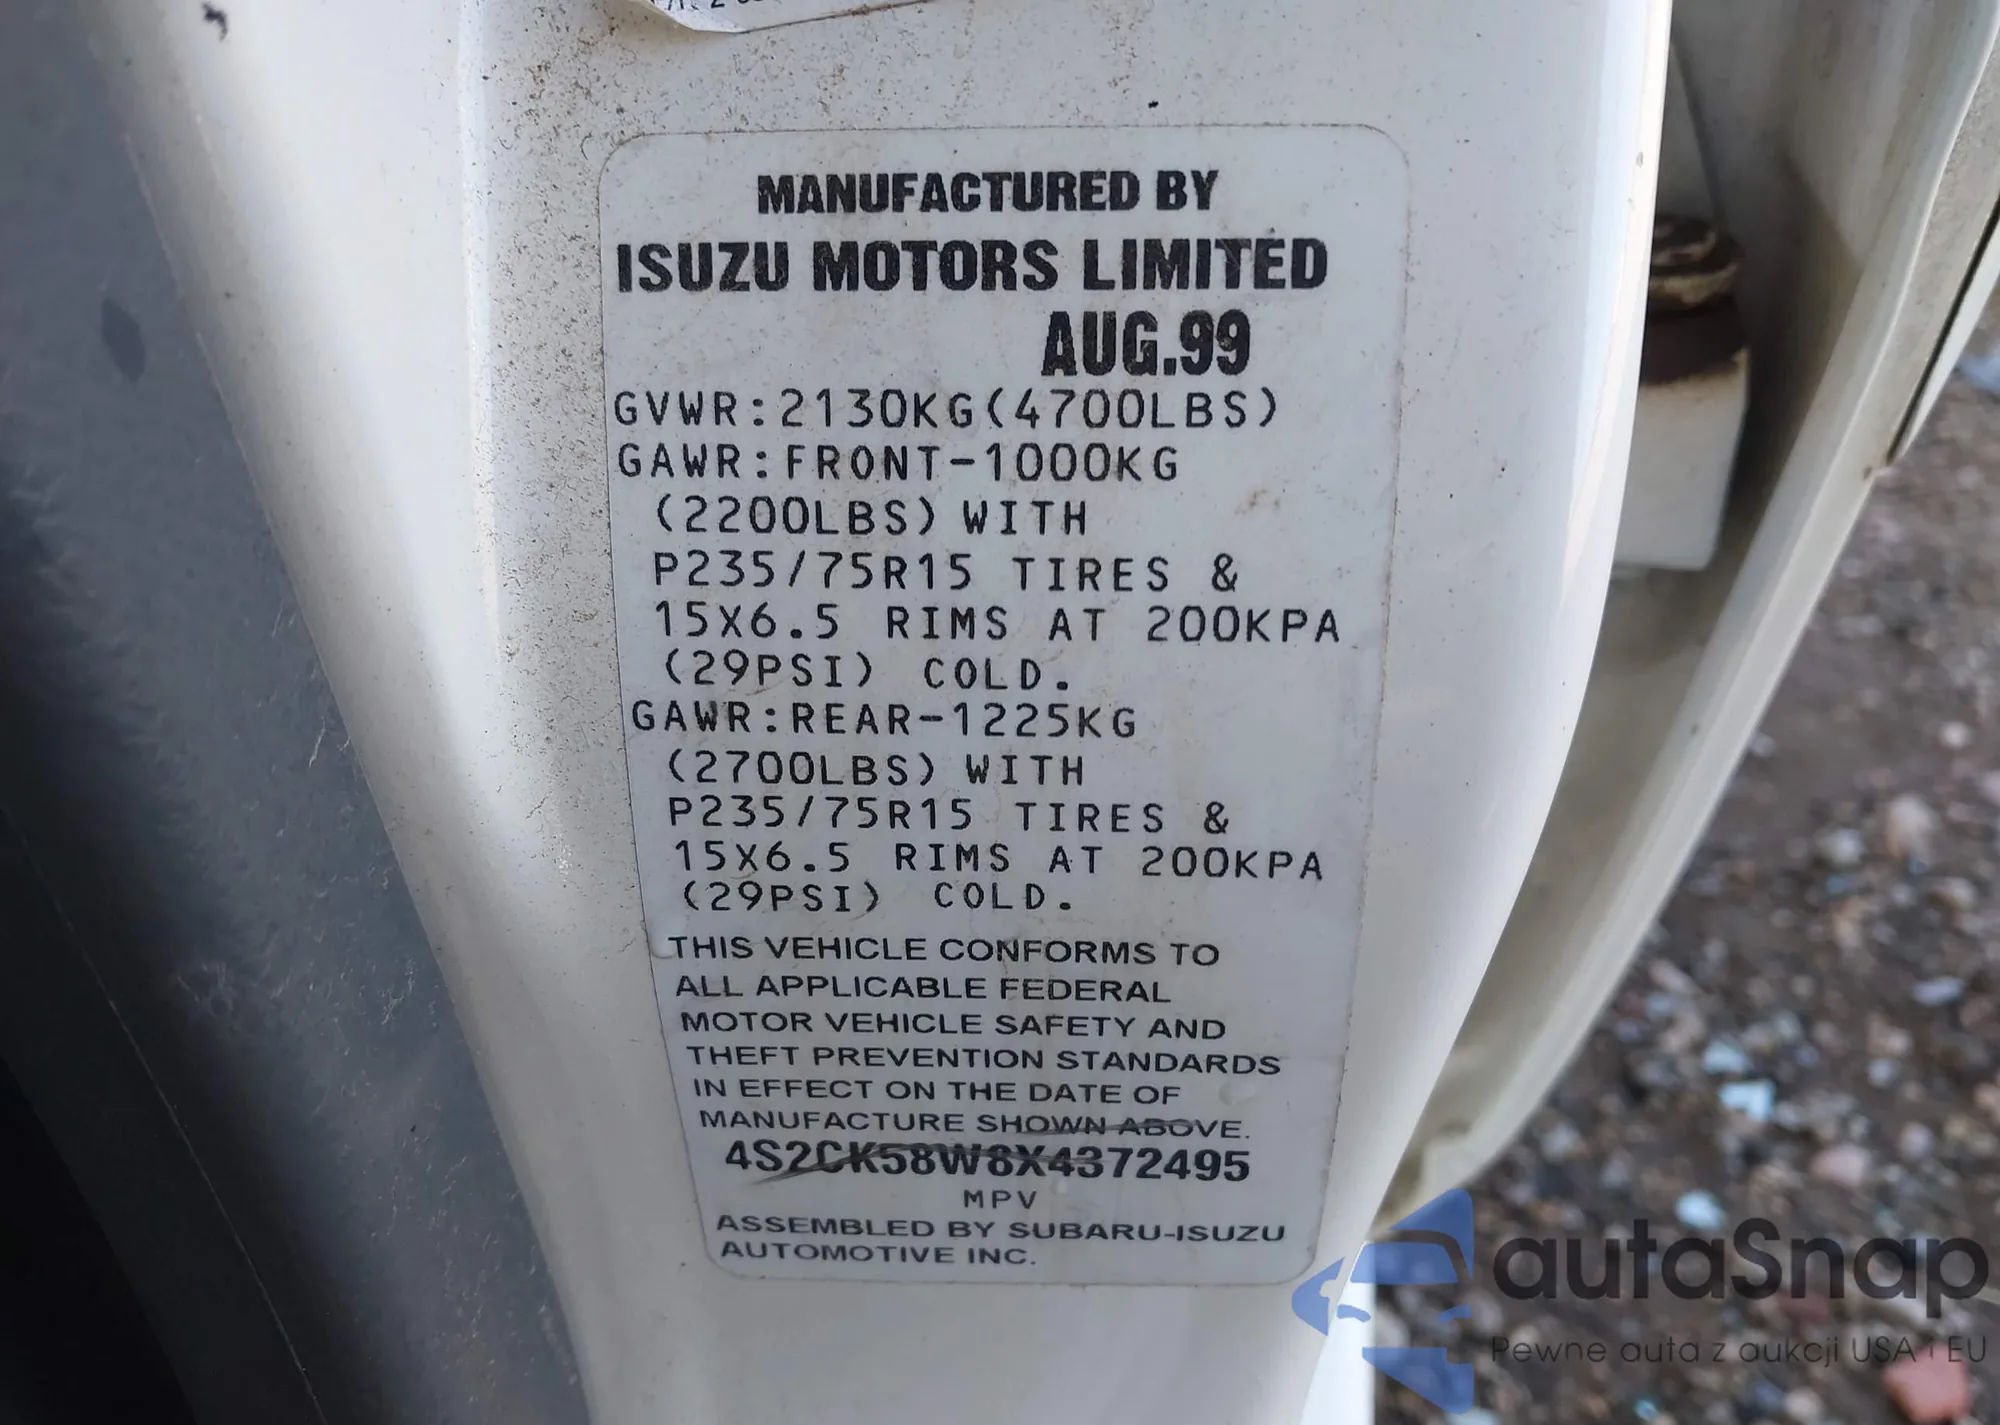 MANUFACTURED BY
ISUZU MOTORS LIMITED
AUG.99
GVWR:2130KG(4700LBS)
GAWR:FRONT-1000KG
(2200LBS) WITH
P235/75R15 TIRES &
15X6.5 RIMS AT 200KPA
(29PSI) COLD.
GAWR:REAR-1225KG
(2700LBS) WITH
P235/75R15 TIRES &
15X6.5 RIMS AT 200KPA
(29PSI) COLD.
THIS VEHICLE CONFORMS TO
ALL APPLICABLE FEDERAL
MOTOR VEHICLE SAFETY AND
THEFT PREVENTION STANDARDS
IN EFFECT ON THE DATE OF
MANUFACTURE SHOWN ABOVE.
4S2CK58W8X4372495
MPV
ASSEMBLED BY SUBARU-ISUZU
AUTOMOTIVE INC.
autaSnap
Pewne auta z aukcji USA i EU